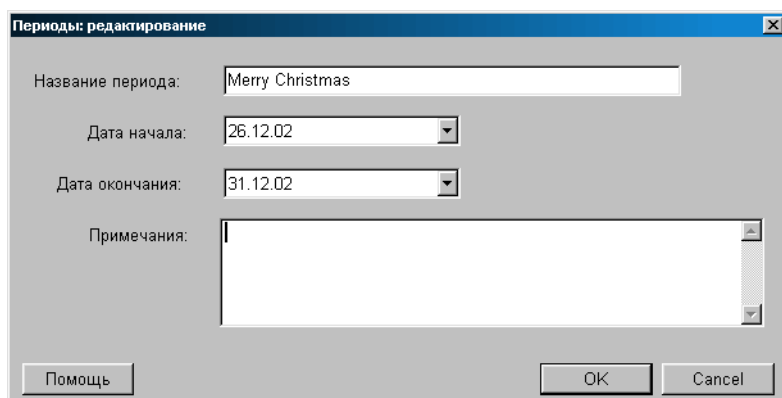 Периоды: редактирование
Название периода: Merry Christmas
Дата начала: 26.12.02
Дата окончания: 31.12.02
Примечания:
Помощь OK Cancel